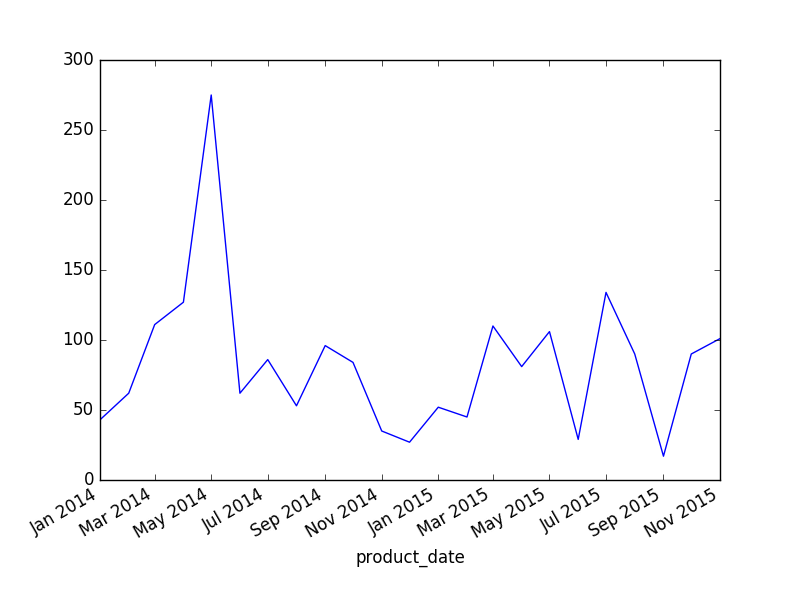 300
250
200
150
100
50
0
Jan 2014
Mar 2014
May 2014
Jul 2014
Sep 2014
Nov 2014
Jan 2015
Mar 2015
May 2015
Jul 2015
Sep 2015
Nov 2015
product_date